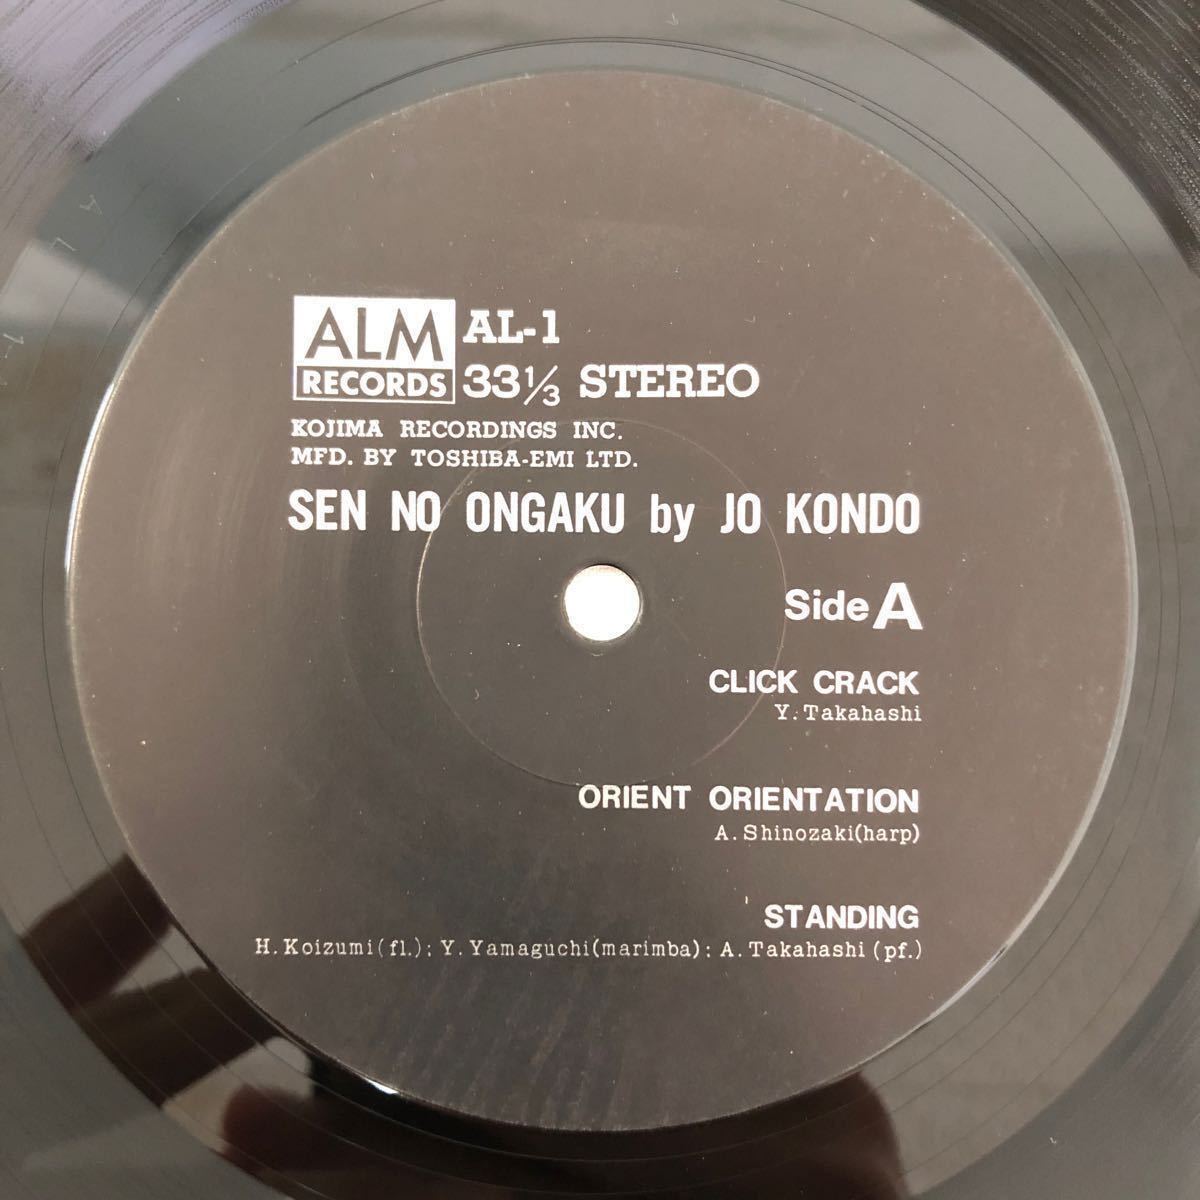 ALM
RECORDS
AL-1
33⅓ STEREO
KOJIMA RECORDINGS INC.
MFD. BY TOSHIBA-EMI LTD.
SEN NO ONGAKU by JO KONDO
Side A
CLICK CRACK
Y. Takahashi
ORIENT ORIENTATION
A. Shinozaki(harp)
STANDING
H. Koizumi(fl.); Y. Yamaguchi(marimba); A. Takahashi (pf.)